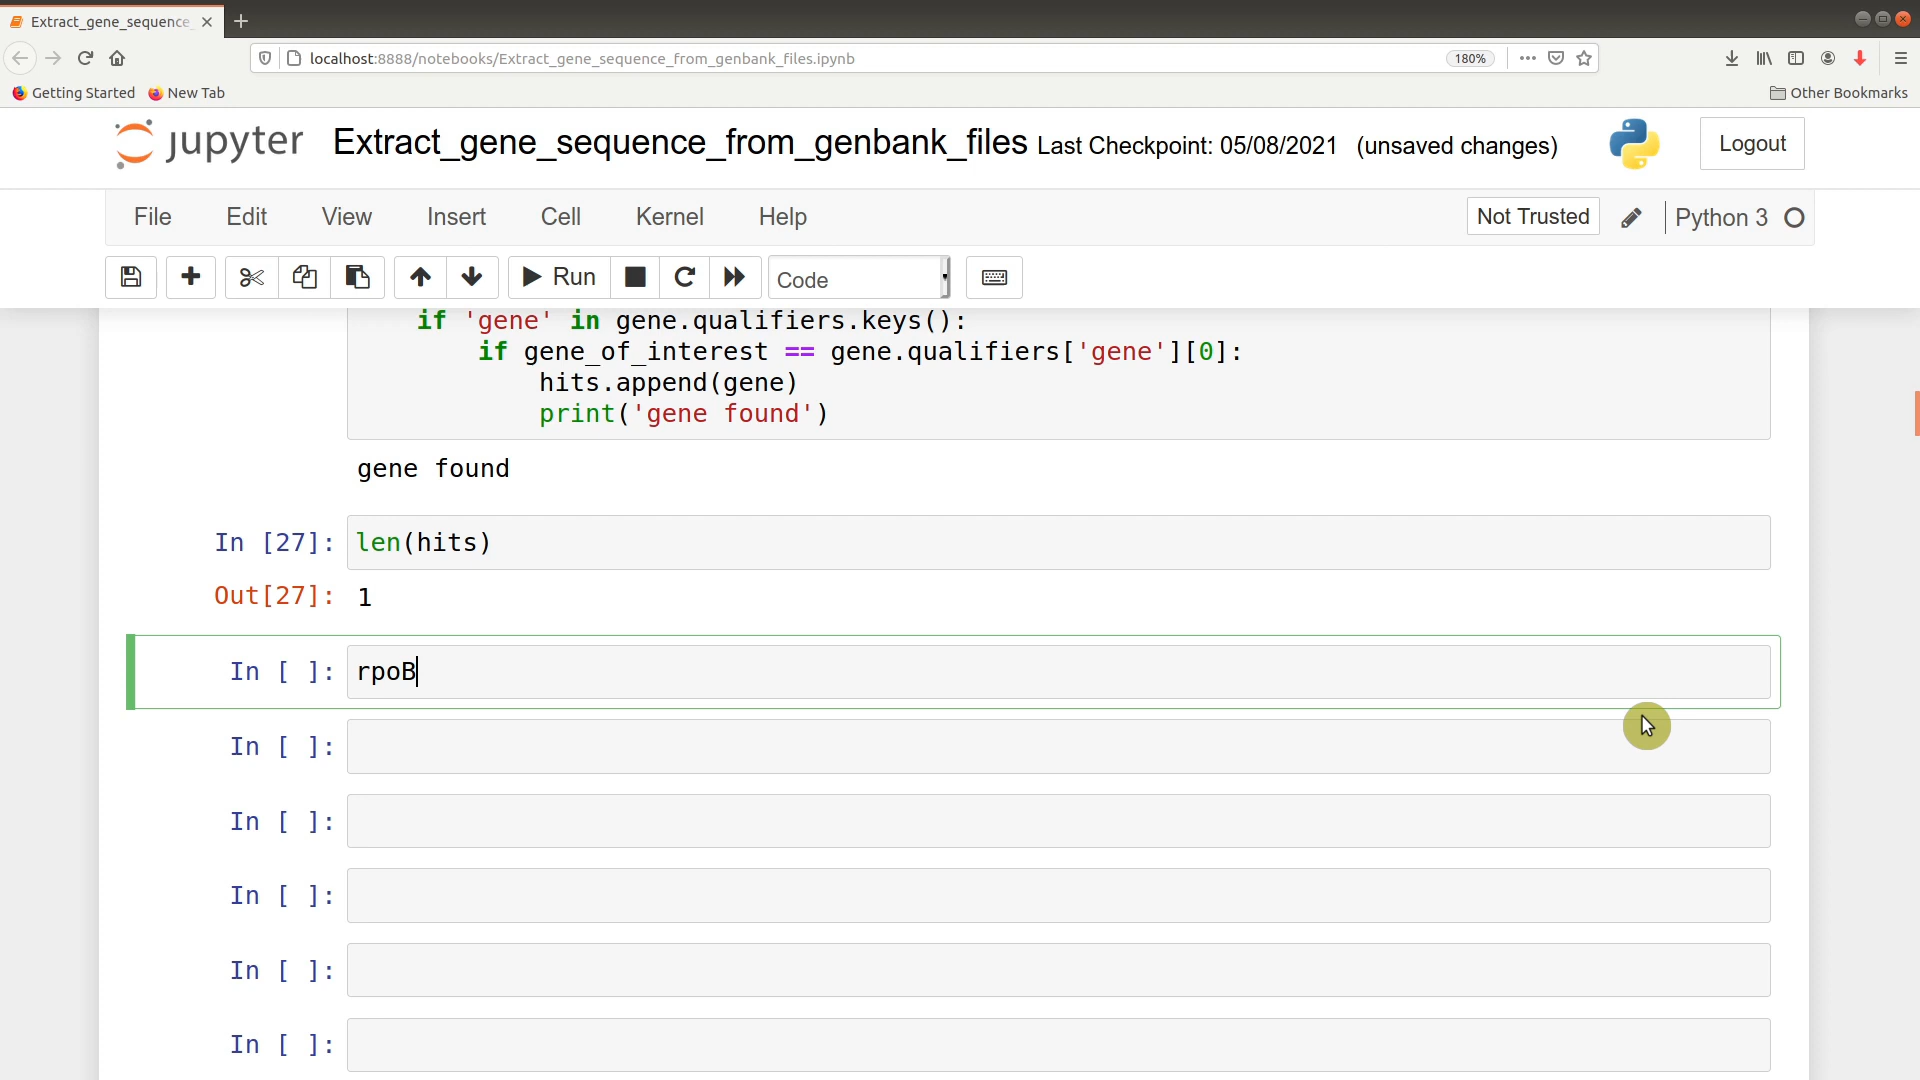 Extract_gene_sequence_
localhost:8888/notebooks/Extract_gene_sequence_from_genbank_files.ipynb
180%
Getting Started
New Tab
Other Bookmarks
jupyter
Extract_gene_sequence_from_genbank_files Last Checkpoint: 05/08/2021 (unsaved changes)
Logout
File Edit View Insert Cell Kernel Help
Not Trusted
Python 3
Run
Code
if 'gene' in gene.qualifiers.keys():
if gene_of_interest == gene.qualifiers['gene'][0]:
hits.append(gene)
print('gene found')
gene found
In [27]: len(hits)
Out[27]: 1
In [ ]: rpoB
In [ ]:
In [ ]:
In [ ]:
In [ ]:
In [ ]: